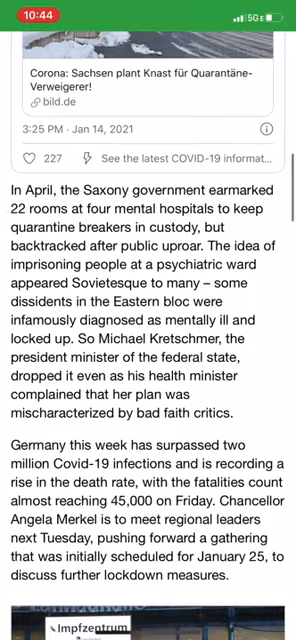 10:44
5GE
Corona: Sachsen plant Knast für Quarantäne-
Verweigerer!
bild.de
3:25 PM · Jan 14, 2021
227
See the latest COVID-19 informat...
In April, the Saxony government earmarked
22 rooms at four mental hospitals to keep
quarantine breakers in custody, but
backtracked after public uproar. The idea of
imprisoning people at a psychiatric ward
appeared Sovietesque to many – some
dissidents in the Eastern bloc were
infamously diagnosed as mentally ill and
locked up. So Michael Kretschmer, the
president minister of the federal state,
dropped it even as his health minister
complained that her plan was
mischaracterized by bad faith critics.
Germany this week has surpassed two
million Covid-19 infections and is recording a
rise in the death rate, with the fatalities count
almost reaching 45,000 on Friday. Chancellor
Angela Merkel is to meet regional leaders
next Tuesday, pushing forward a gathering
that was initially scheduled for January 25, to
discuss further lockdown measures.
Impfzentrum